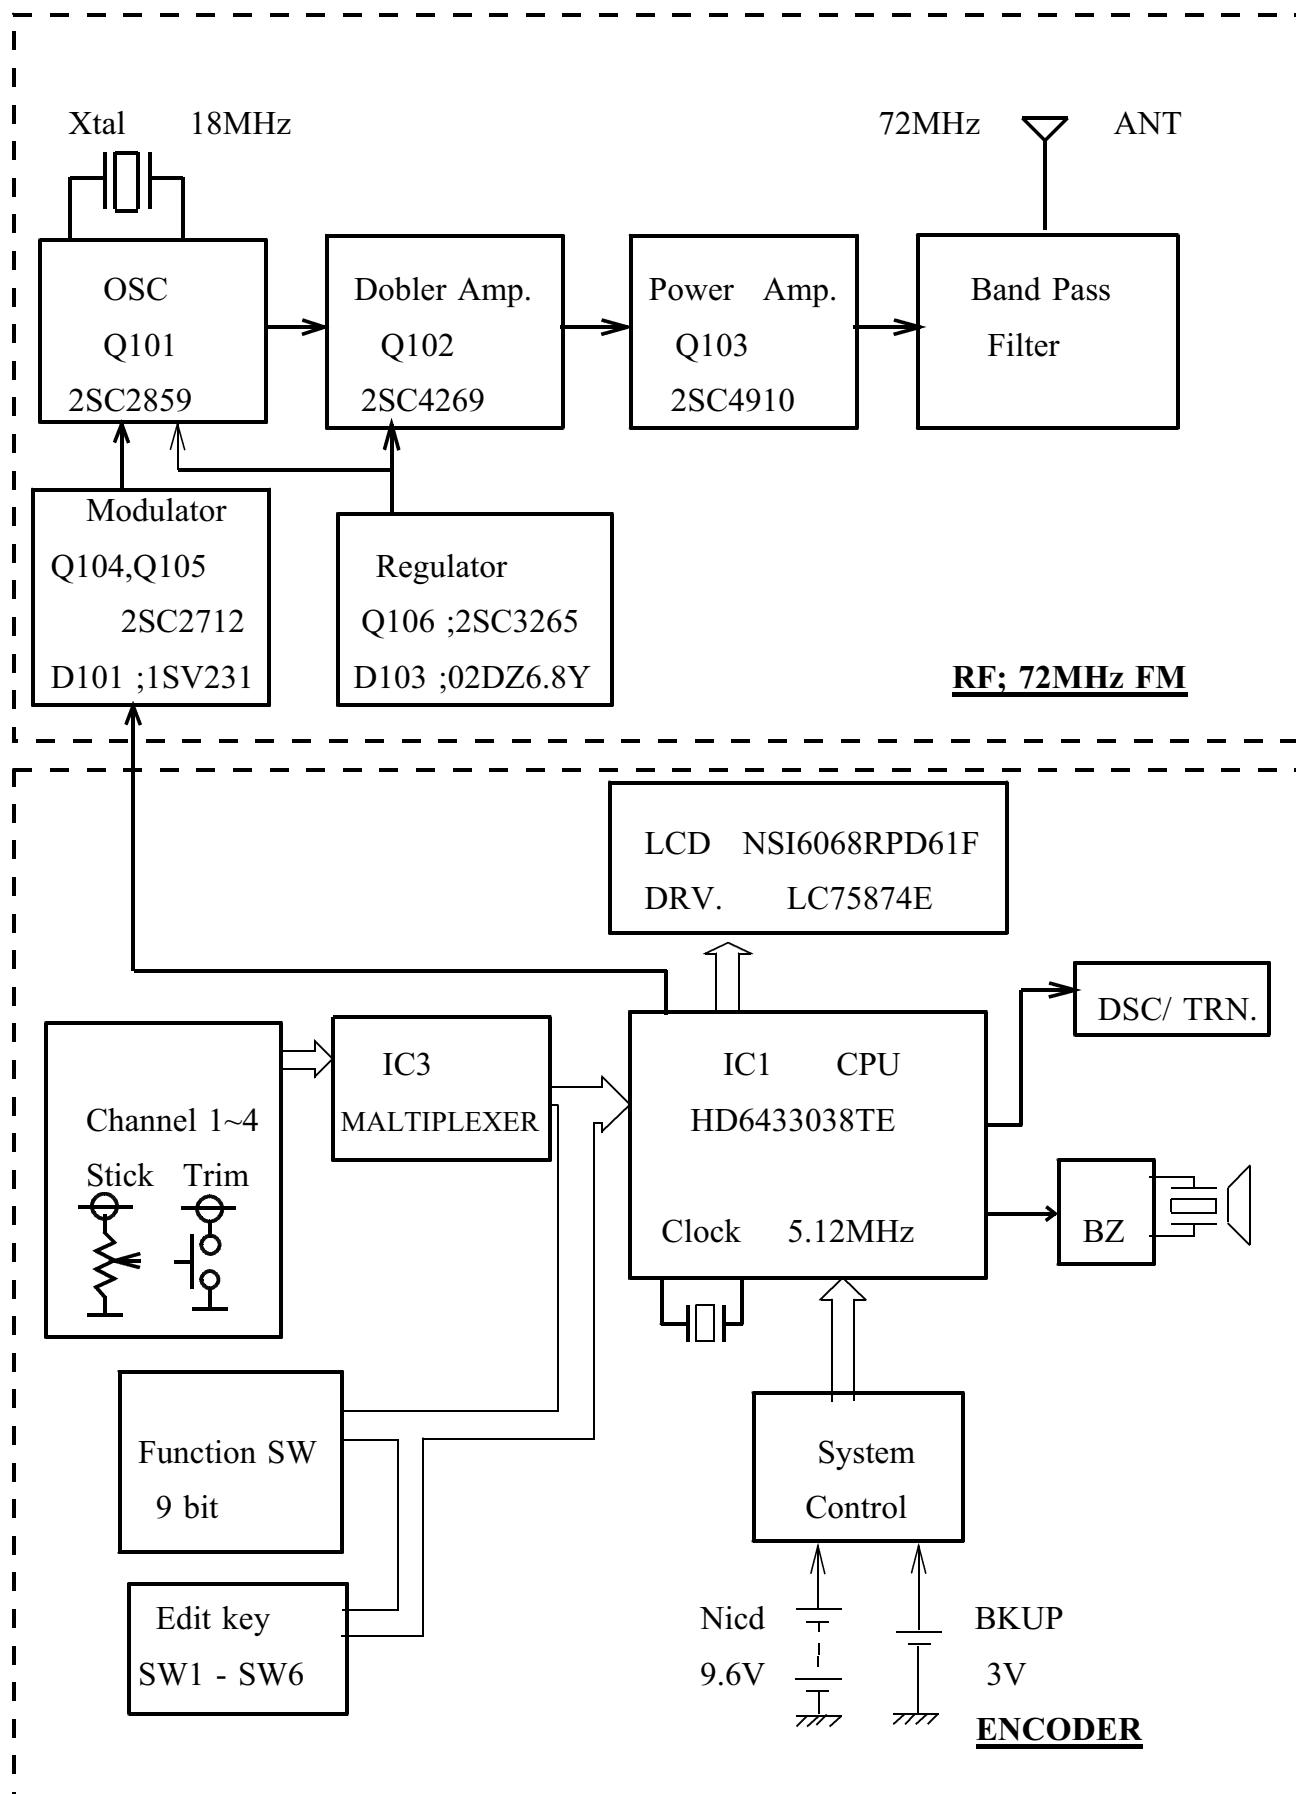 Xtal 18MHz
72MHz ANT
OSC
Q101
2SC2859
Dobler Amp.
Q102
2SC4269
Power Amp.
Q103
2SC4910
Band Pass
Filter
Modulator
Q104,Q105
2SC2712
D101 ;1SV231
Regulator
Q106 ;2SC3265
D103 ;02DZ6.8Y
RF; 72MHz FM
LCD NSI6068RPD61F
DRV. LC75874E
DSC/ TRN.
Channel 1~4
Stick Trim
IC3
MALTIPLEXER
IC1 CPU
HD6433038TE
Clock 5.12MHz
BZ
Function SW
9 bit
Edit key
SW1 - SW6
System
Control
Nicd
9.6V
BKUP
3V
ENCODER